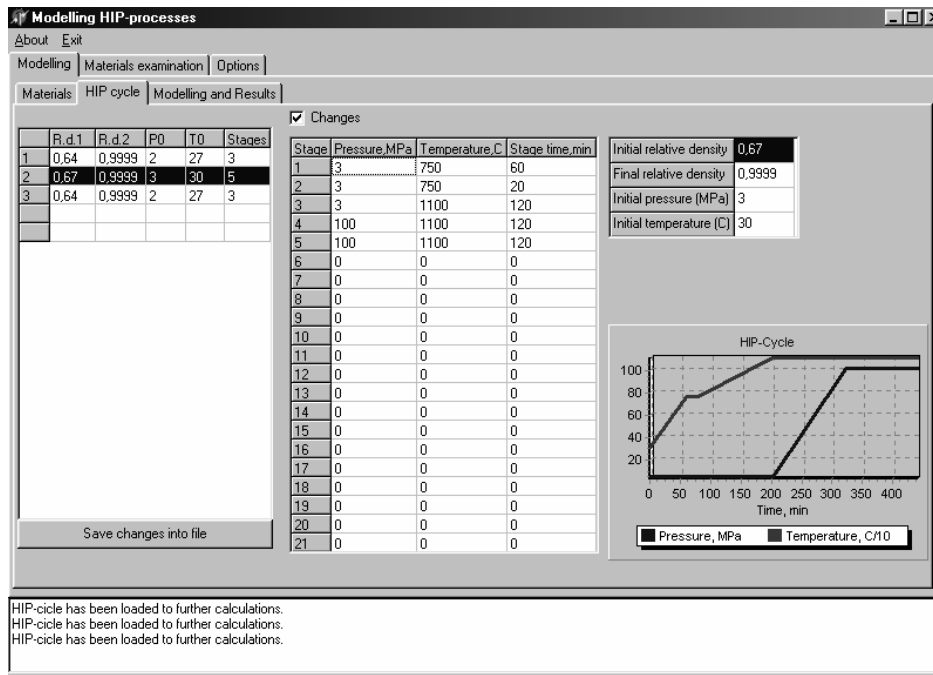 Modelling HIP-processes
About Exit
Modelling Materials examination Options
Materials HIP cycle Modelling and Results
R.d.1 R.d.2 P0 T0 Stages
1 0,64 0,9999 2 27 3
2 0,67 0,9999 3 30 5
3 0,64 0,9999 2 27 3
Save changes into file
Changes
Stage Pressure,MPa Temperature,C Stage time,min
1 3 750 60
2 3 750 20
3 3 1100 120
4 100 1100 120
5 100 1100 120
6 0 0 0
7 0 0 0
8 0 0 0
9 0 0 0
10 0 0 0
11 0 0 0
12 0 0 0
13 0 0 0
14 0 0 0
15 0 0 0
16 0 0 0
17 0 0 0
18 0 0 0
19 0 0 0
20 0 0 0
21 0 0 0
Initial relative density 0,67
Final relative density 0,9999
Initial pressure (MPa) 3
Initial temperature (C) 30
HIP-Cycle
100
80
60
40
20
0 50 100 150 200 250 300 350 400
Time, min
Pressure, MPa Temperature, C/10
HIP-cicle has been loaded to further calculations.
HIP-cicle has been loaded to further calculations.
HIP-cicle has been loaded to further calculations.